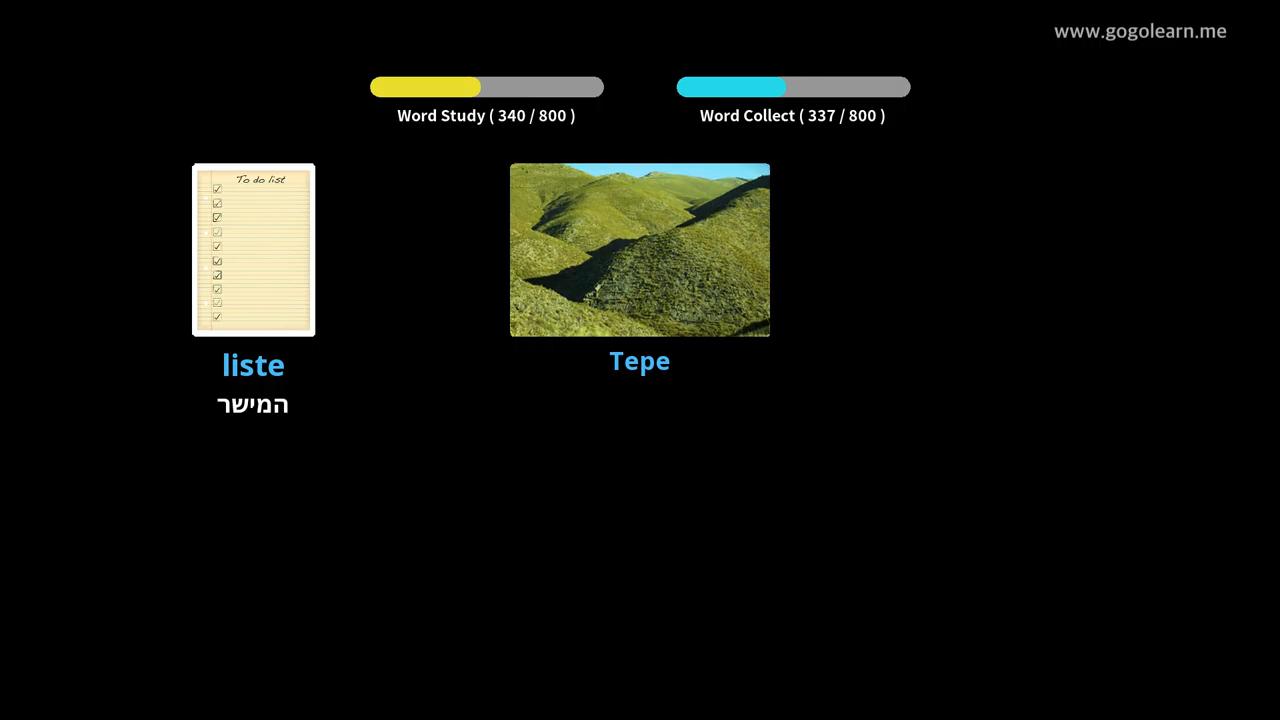 www.gogolearn.me
Word Study ( 340 / 800 )
Word Collect ( 337 / 800 )
To do list
liste
המישר
Tepe